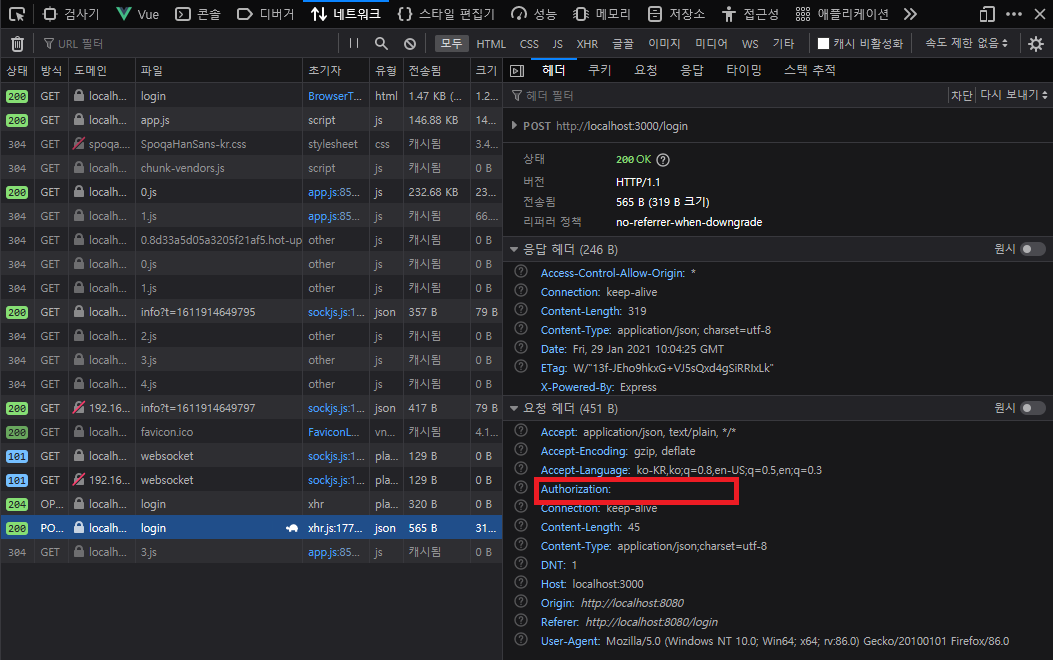 검사기 Vue 콘솔 디버거 네트워크 스타일 편집기 성능 메모리 저장소 접근성 애플리케이션
URL 필터 모두 HTML CSS JS XHR 글꼴 이미지 미디어 WS 기타 캐시 비활성화 속도 제한 없음
상태 방식 도메인 파일 초기자 유형 전송됨 크기
200 GET localh... login BrowserT... html 1.47 KB (... 1.2...
200 GET localh... app.js script js 146.88 KB 14...
304 GET spoqa.... SpoqaHanSans-kr.css stylesheet css 캐시됨 3.4...
304 GET localh... chunk-vendors.js script js 캐시됨 0 B
200 GET localh... 0.js app.js:85... js 232.68 KB 23...
304 GET localh... 1.js app.js:85... js 캐시됨 66....
304 GET localh... 0.8d33a5d05a3205f21af5.hot-up other js 캐시됨 0 B
304 GET localh... 0.js other js 캐시됨 0 B
304 GET localh... 1.js other js 캐시됨 0 B
200 GET localh... info?t=1611914649795 sockjs.js:1... json 357 B 79 B
304 GET localh... 2.js other js 캐시됨 0 B
304 GET localh... 3.js other js 캐시됨 0 B
304 GET localh... 4.js other js 캐시됨 0 B
200 GET 192.16... info?t=1611914649797 sockjs.js:1... json 417 B 79 B
200 GET localh... favicon.ico FaviconL... vn... 캐시됨 4.1...
101 GET localh... websocket sockjs.js:1... pla... 129 B 0 B
101 GET 192.16... websocket sockjs.js:1... pla... 129 B 0 B
204 OP... localh... login xhr pla... 320 B 0 B
200 PO... localh... login xhr.js:177... json 565 B 31...
304 GET localh... 3.js app.js:85... js 캐시됨 0 B
헤더 쿠키 요청 응답 타이밍 스택 추적
헤더 필터 차단 다시 보내기
POST http://localhost:3000/login
상태 200 OK
버전 HTTP/1.1
전송됨 565 B (319 B 크기)
리퍼러 정책 no-referrer-when-downgrade
응답 헤더 (246 B) 원시
Access-Control-Allow-Origin: *
Connection: keep-alive
Content-Length: 319
Content-Type: application/json; charset=utf-8
Date: Fri, 29 Jan 2021 10:04:25 GMT
ETag: W/"13f-JEho9hkxG+VJ5sQxd4gSiRRIxLk"
X-Powered-By: Express
요청 헤더 (451 B) 원시
Accept: application/json, text/plain, */*
Accept-Encoding: gzip, deflate
Accept-Language: ko-KR,ko;q=0.8,en-US;q=0.5,en;q=0.3
Authorization:
Connection: keep-alive
Content-Length: 45
Content-Type: application/json;charset=utf-8
DNT: 1
Host: localhost:3000
Origin: http://localhost:8080
Referer: http://localhost:8080/login
User-Agent: Mozilla/5.0 (Windows NT 10.0; Win64; x64; rv:86.0) Gecko/20100101 Firefox/86.0